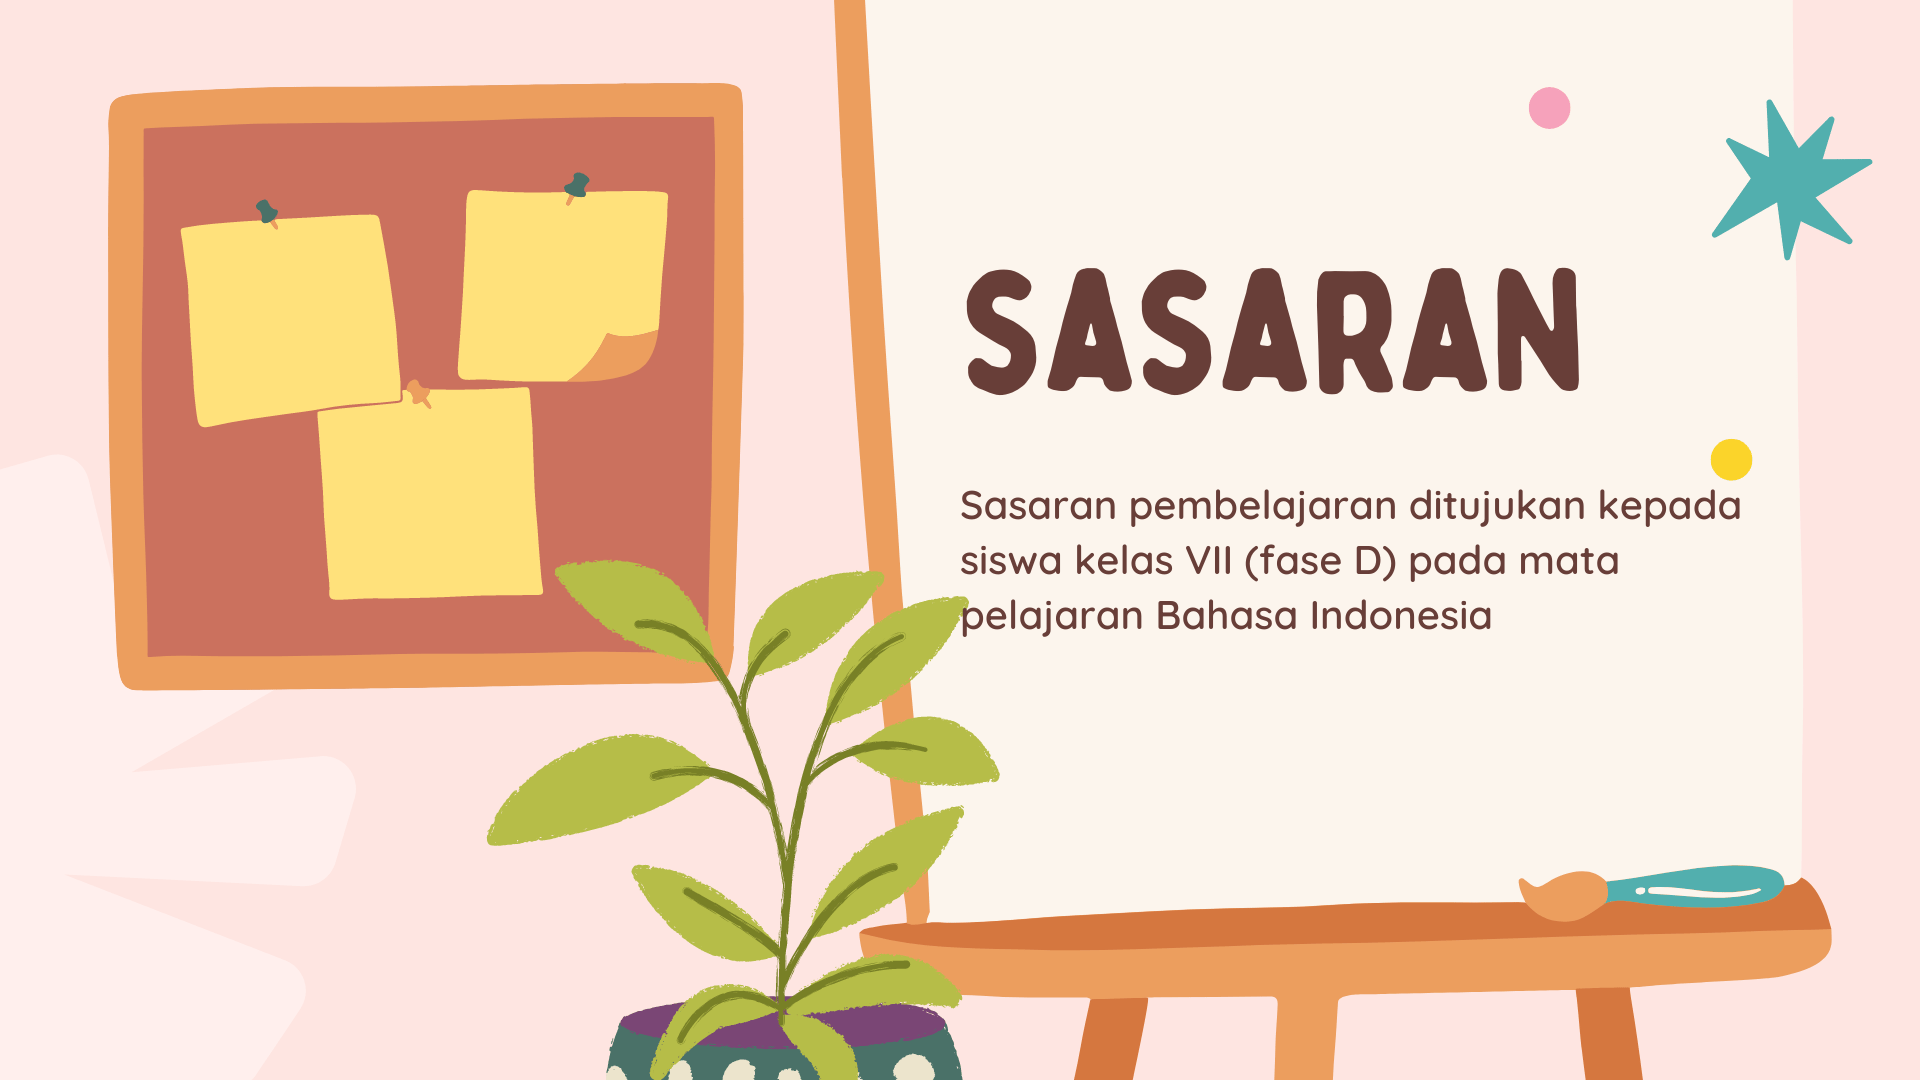 SASARAN
Sasaran pembelajaran ditujukan kepada
siswa kelas VII (fase D) pada mata
pelajaran Bahasa Indonesia